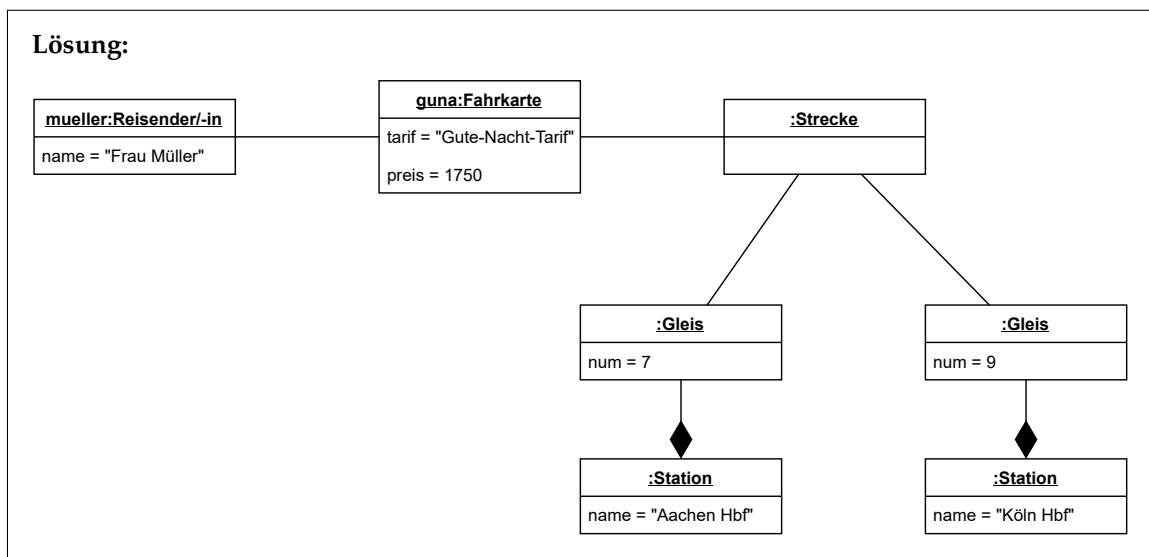 Lösung:
mueller:Reisender/-in
name = "Frau Müller"
guna:Fahrkarte
tarif = "Gute-Nacht-Tarif"
preis = 1750
:Strecke
:Gleis
num = 7
:Gleis
num = 9
:Station
name = "Aachen Hbf"
:Station
name = "Köln Hbf"